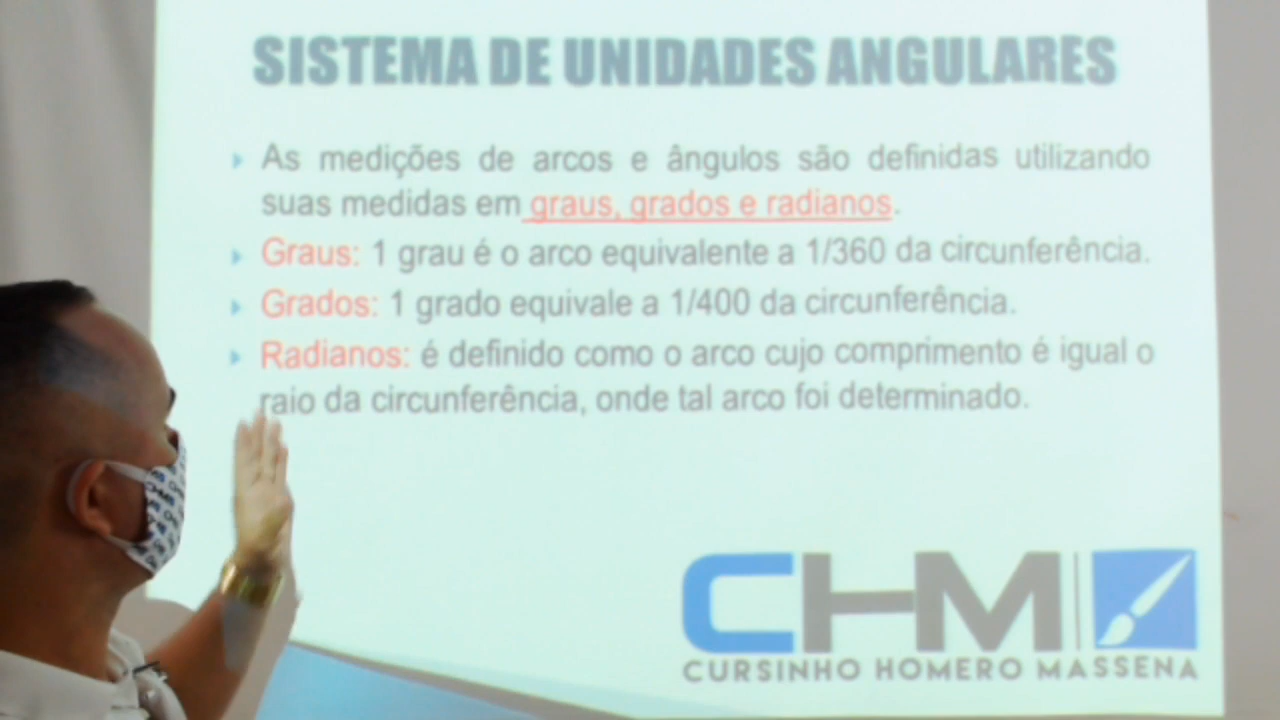 SISTEMA DE UNIDADES ANGULARES
As medições de arcos e ângulos são definidas utilizando
suas medidas em graus, grados e radianos.
Graus: 1 grau é o arco equivalente a 1/360 da circunferência.
Grados: 1 grado equivale a 1/400 da circunferência.
Radianos: é definido como o arco cujo comprimento é igual o
raio da circunferência, onde tal arco foi determinado.
CHM
CURSINHO HOMERO MASSENA